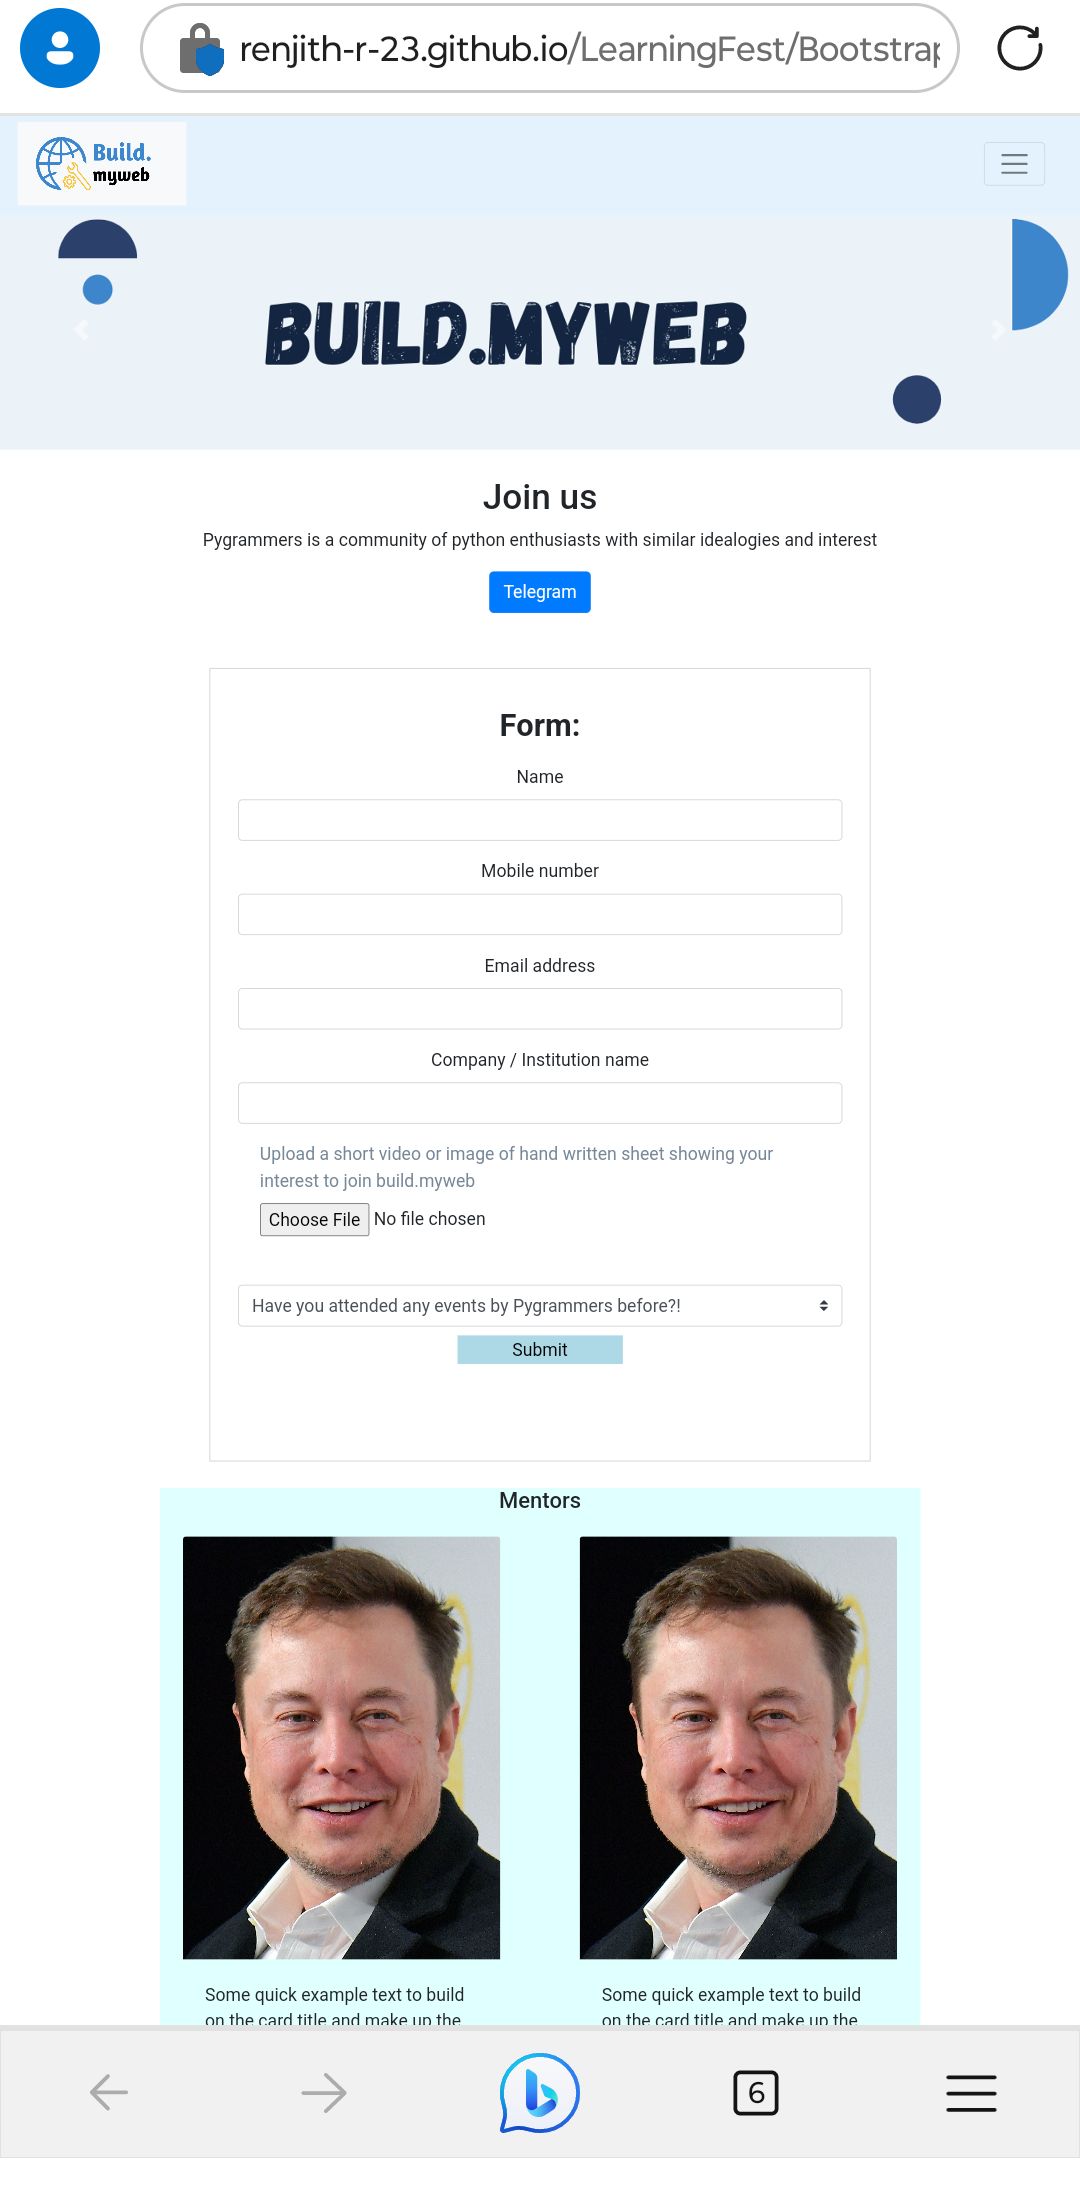 renjith-r-23.github.io/LearningFest/Bootstrap
Build.
myweb
BUILD.MYWEB
Join us
Pygrammers is a community of python enthusiasts with similar idealogies and interest
Telegram
Form:
Name
Mobile number
Email address
Company / Institution name
Upload a short video or image of hand written sheet showing your
interest to join build.myweb
Choose File No file chosen
Have you attended any events by Pygrammers before?!
Submit
Mentors
Some quick example text to build
on the card title and make up the
Some quick example text to build
on the card title and make up the
6